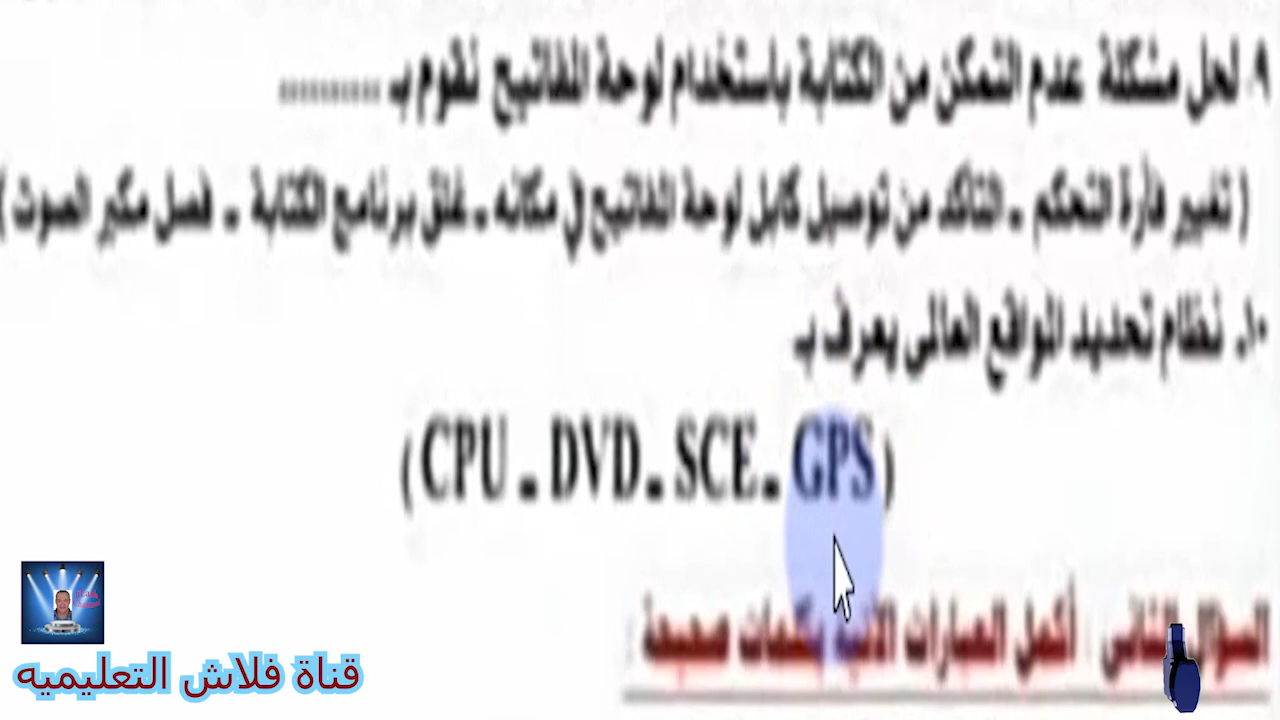 ٩. لحل مشكلة عدم التمكن من الكتابة باستخدام لوحة المفاتيح نقوم بـ ..........
( تغيير فأرة التحكم - التأكد من توصيل كابل لوحة المفاتيح في مكانه - غلق برنامج الكتابة - فصل مكبر الصوت )
١٠. نظام تحديد المواقع العالمي يعرف بـ
( CPU - DVD - SCE - GPS )
السؤال الثاني أكمل العبارات الآتية بكلمات صحيحة
قناة فلاش التعليميه